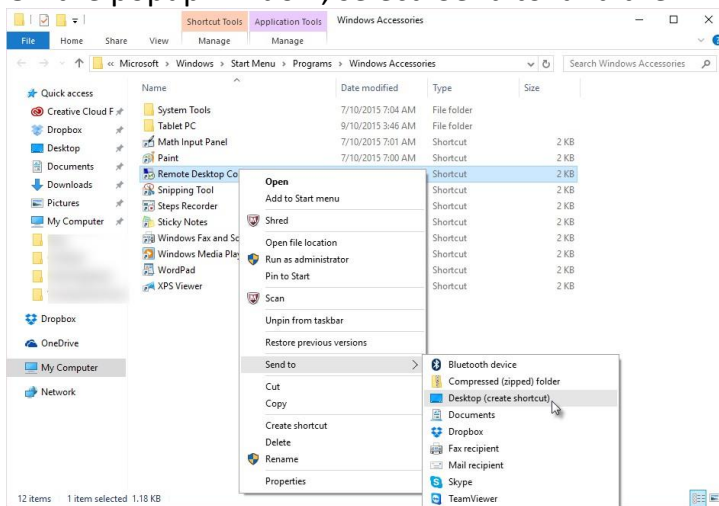 Shortcut Tools Application Tools Windows Accessories
File Home Share View Manage Manage
Microsoft › Windows › Start Menu › Programs › Windows Accessories Search Windows Accessories
Name Date modified Type Size
Quick access
Creative Cloud F
Dropbox
Desktop
Documents
Downloads
Pictures
My Computer
Dropbox
OneDrive
My Computer
Network
System Tools 7/10/2015 7:04 AM File folder
Tablet PC 9/10/2015 3:46 AM File folder
Math Input Panel 7/10/2015 7:01 AM Shortcut 2 KB
Paint 7/10/2015 7:00 AM Shortcut 2 KB
Remote Desktop Co Shortcut 2 KB
Snipping Tool Shortcut 2 KB
Steps Recorder Shortcut 2 KB
Sticky Notes Shortcut 2 KB
Windows Fax and Sc Shortcut 2 KB
Windows Media Play Shortcut 2 KB
WordPad Shortcut 2 KB
XPS Viewer Shortcut 2 KB
Open
Add to Start menu
Shred
Open file location
Run as administrator
Pin to Start
Scan
Unpin from taskbar
Restore previous versions
Send to
Cut
Copy
Create shortcut
Delete
Rename
Properties
Bluetooth device
Compressed (zipped) folder
Desktop (create shortcut)
Documents
Dropbox
Fax recipient
Mail recipient
Skype
TeamViewer
12 items 1 item selected 1.18 KB